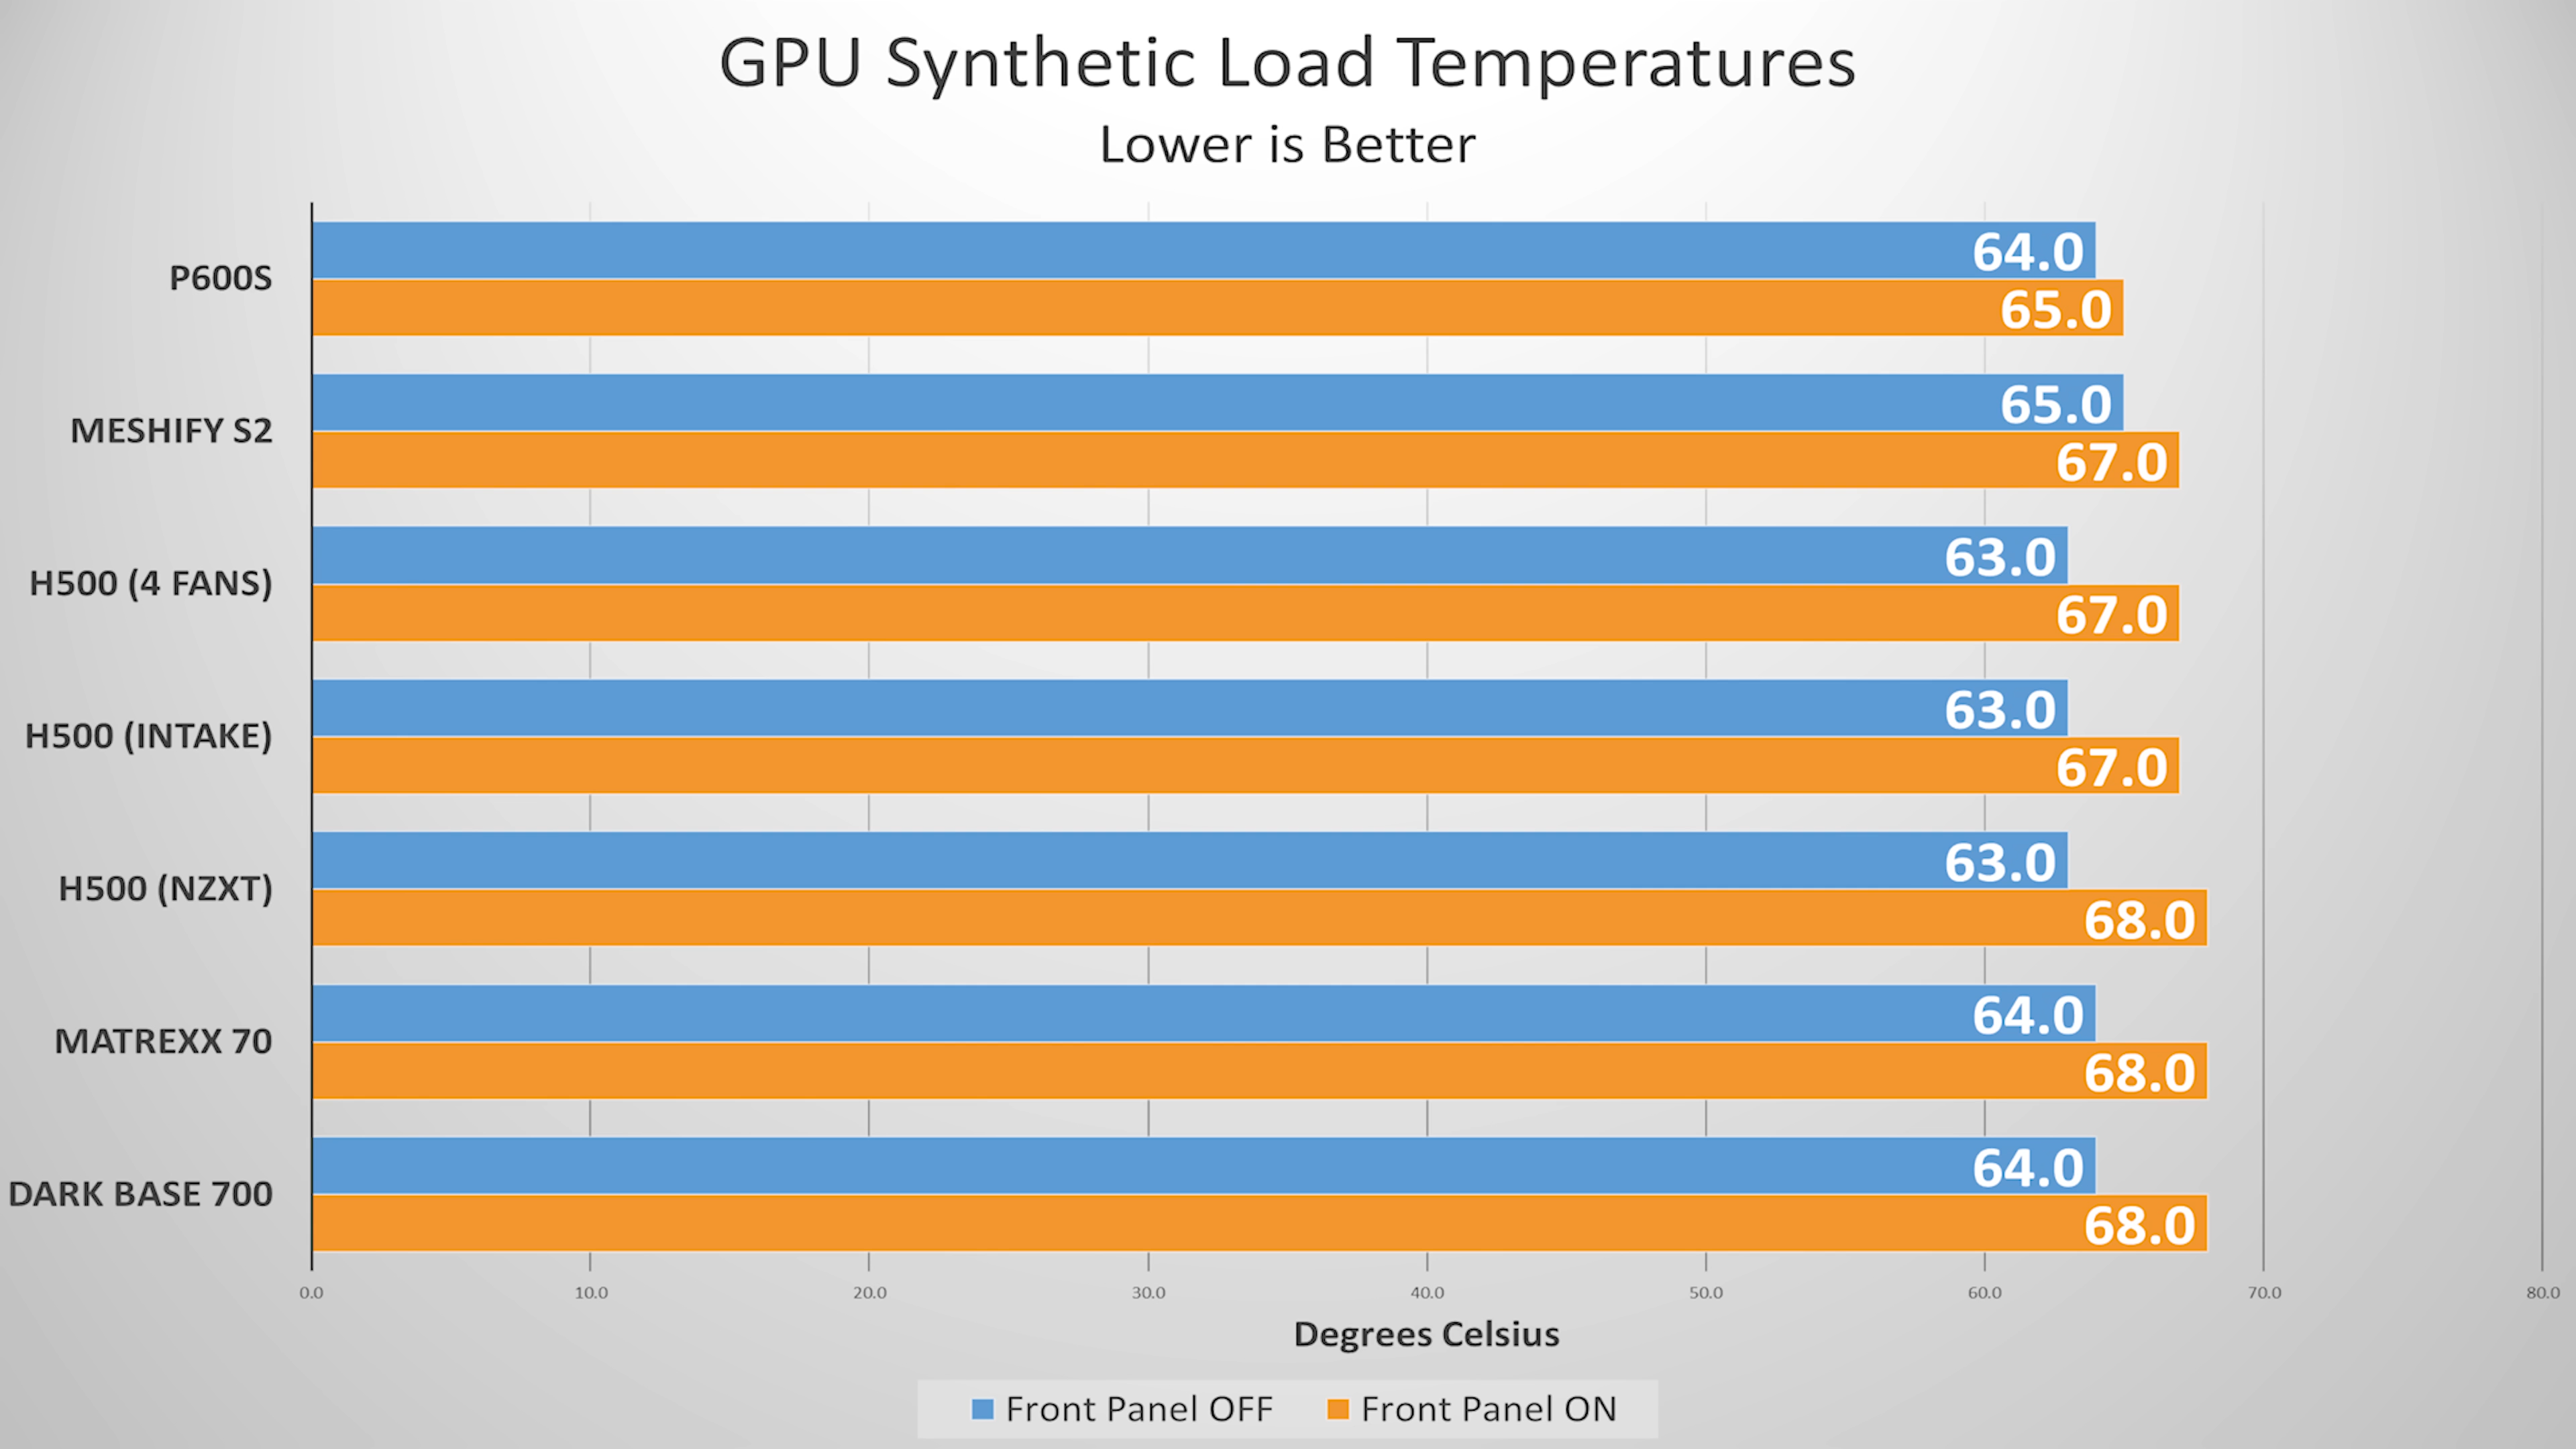 GPU Synthetic Load Temperatures
Lower is Better
P600S
64.0
65.0
MESHIFY S2
65.0
67.0
H500 (4 FANS)
63.0
67.0
H500 (INTAKE)
63.0
67.0
H500 (NZXT)
63.0
68.0
MATREXX 70
64.0
68.0
DARK BASE 700
64.0
68.0
0.0 10.0 20.0 30.0 40.0 50.0 60.0 70.0 80.0
Degrees Celsius
Front Panel OFF Front Panel ON